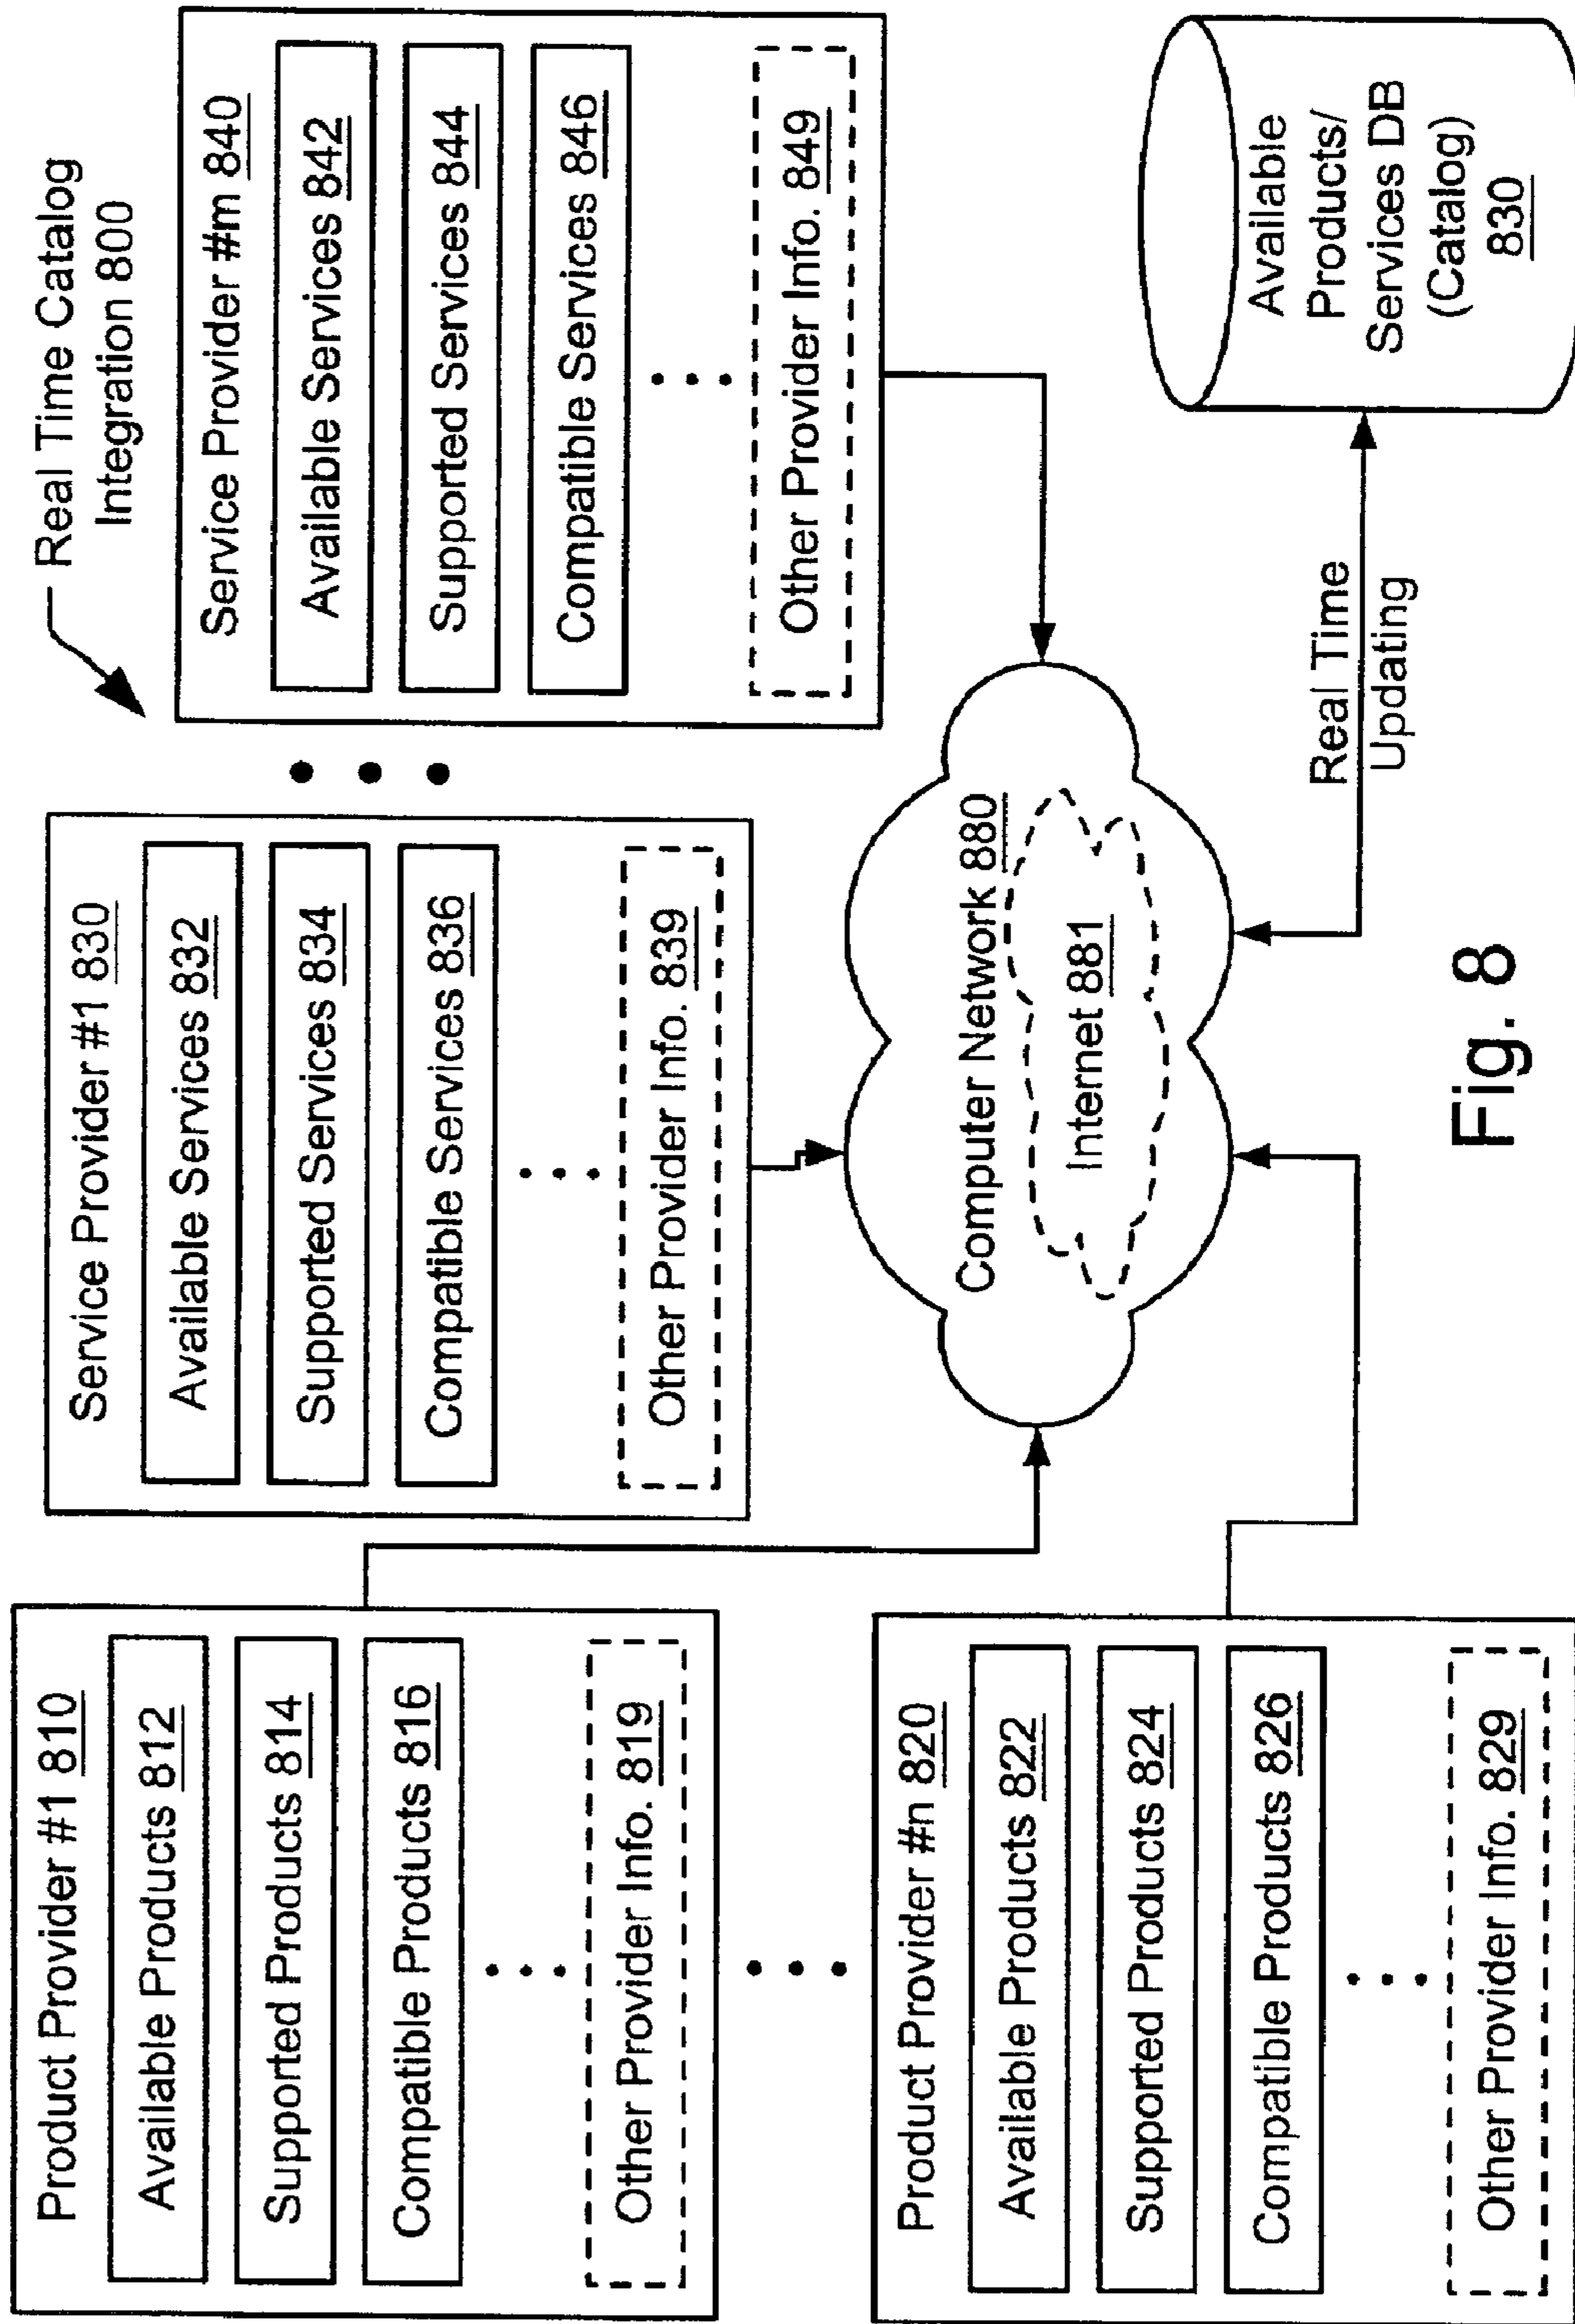 Real Time Catalog
Integration 800
Product Provider #1 810
Available Products 812
Supported Products 814
Compatible Products 816
Other Provider Info. 819
Product Provider #n 820
Available Products 822
Supported Products 824
Compatible Products 826
Other Provider Info. 829
Service Provider #1 830
Available Services 832
Supported Services 834
Compatible Services 836
Other Provider Info. 839
Service Provider #m 840
Available Services 842
Supported Services 844
Compatible Services 846
Other Provider Info. 849
Computer Network 880
Internet 881
Real Time
Updating
Available
Products/
Services DB
(Catalog)
830
Fig. 8